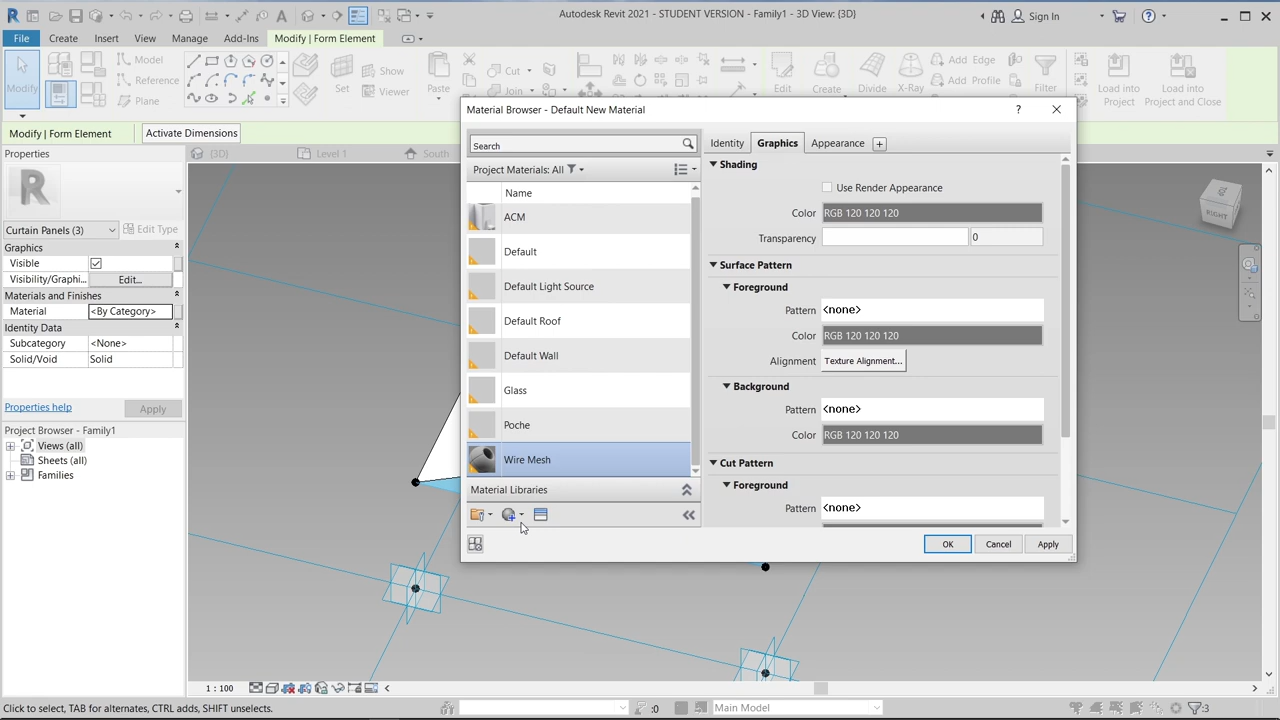 Autodesk Revit 2021 - STUDENT VERSION - Family1 - 3D View: {3D}
Sign In
File Create Insert View Manage Add-Ins Modify | Form Element
Modify
Model
Reference
Plane
Set
Show
Viewer
Paste
Cut
Join
Edit
Create
Divide
X-Ray
Add Edge
Add Profile
Filter
Load into
Project
Load into
Project and Close
Modify | Form Element Activate Dimensions
Properties
{3D} Level 1 South
Curtain Panels (3) Edit Type
Graphics
Visible
Visibility/Graphi... Edit...
Materials and Finishes
Material <By Category>
Identity Data
Subcategory <None>
Solid/Void Solid
Properties help Apply
Project Browser - Family1
Views (all)
Sheets (all)
Families
RIGHT
Material Browser - Default New Material ?
Search
Project Materials: All
Name
ACM
Default
Default Light Source
Default Roof
Default Wall
Glass
Poche
Wire Mesh
Material Libraries
Identity Graphics Appearance
Shading
Use Render Appearance
Color RGB 120 120 120
Transparency 0
Surface Pattern
Foreground
Pattern <none>
Color RGB 120 120 120
Alignment Texture Alignment...
Background
Pattern <none>
Color RGB 120 120 120
Cut Pattern
Foreground
Pattern <none>
OK Cancel Apply
1 : 100
Click to select, TAB for alternates, CTRL adds, SHIFT unselects. :0 Main Model :3